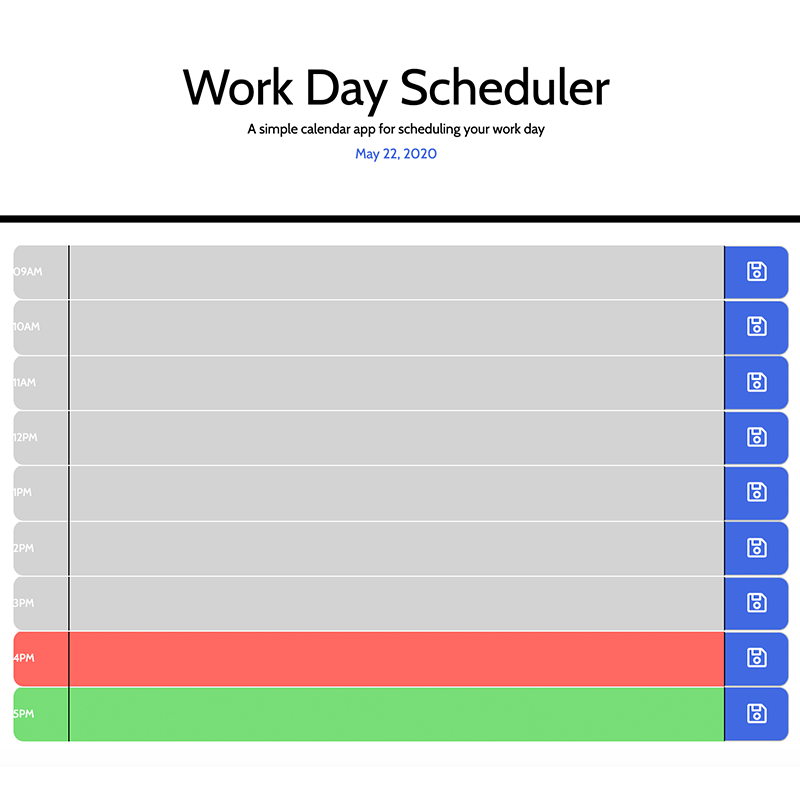 Work Day Scheduler
A simple calendar app for scheduling your work day
May 22, 2020
09AM
10AM
11AM
12PM
1PM
2PM
3PM
4PM
5PM